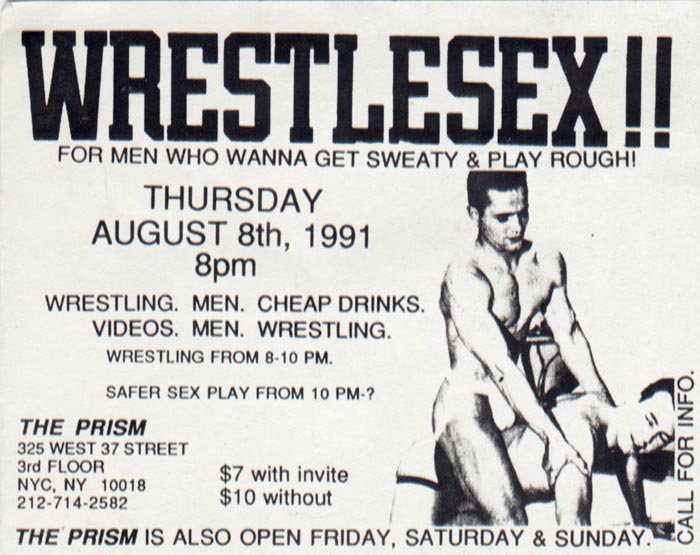 WRESTLESEX!!
FOR MEN WHO WANNA GET SWEATY & PLAY ROUGH!
THURSDAY
AUGUST 8th, 1991
8pm
WRESTLING. MEN. CHEAP DRINKS.
VIDEOS. MEN. WRESTLING.
WRESTLING FROM 8-10 PM.
SAFER SEX PLAY FROM 10 PM-?
THE PRISM
325 WEST 37 STREET
3rd FLOOR
NYC, NY 10018
212-714-2582
$7 with invite
$10 without
CALL FOR INFO.
THE PRISM IS ALSO OPEN FRIDAY, SATURDAY & SUNDAY.